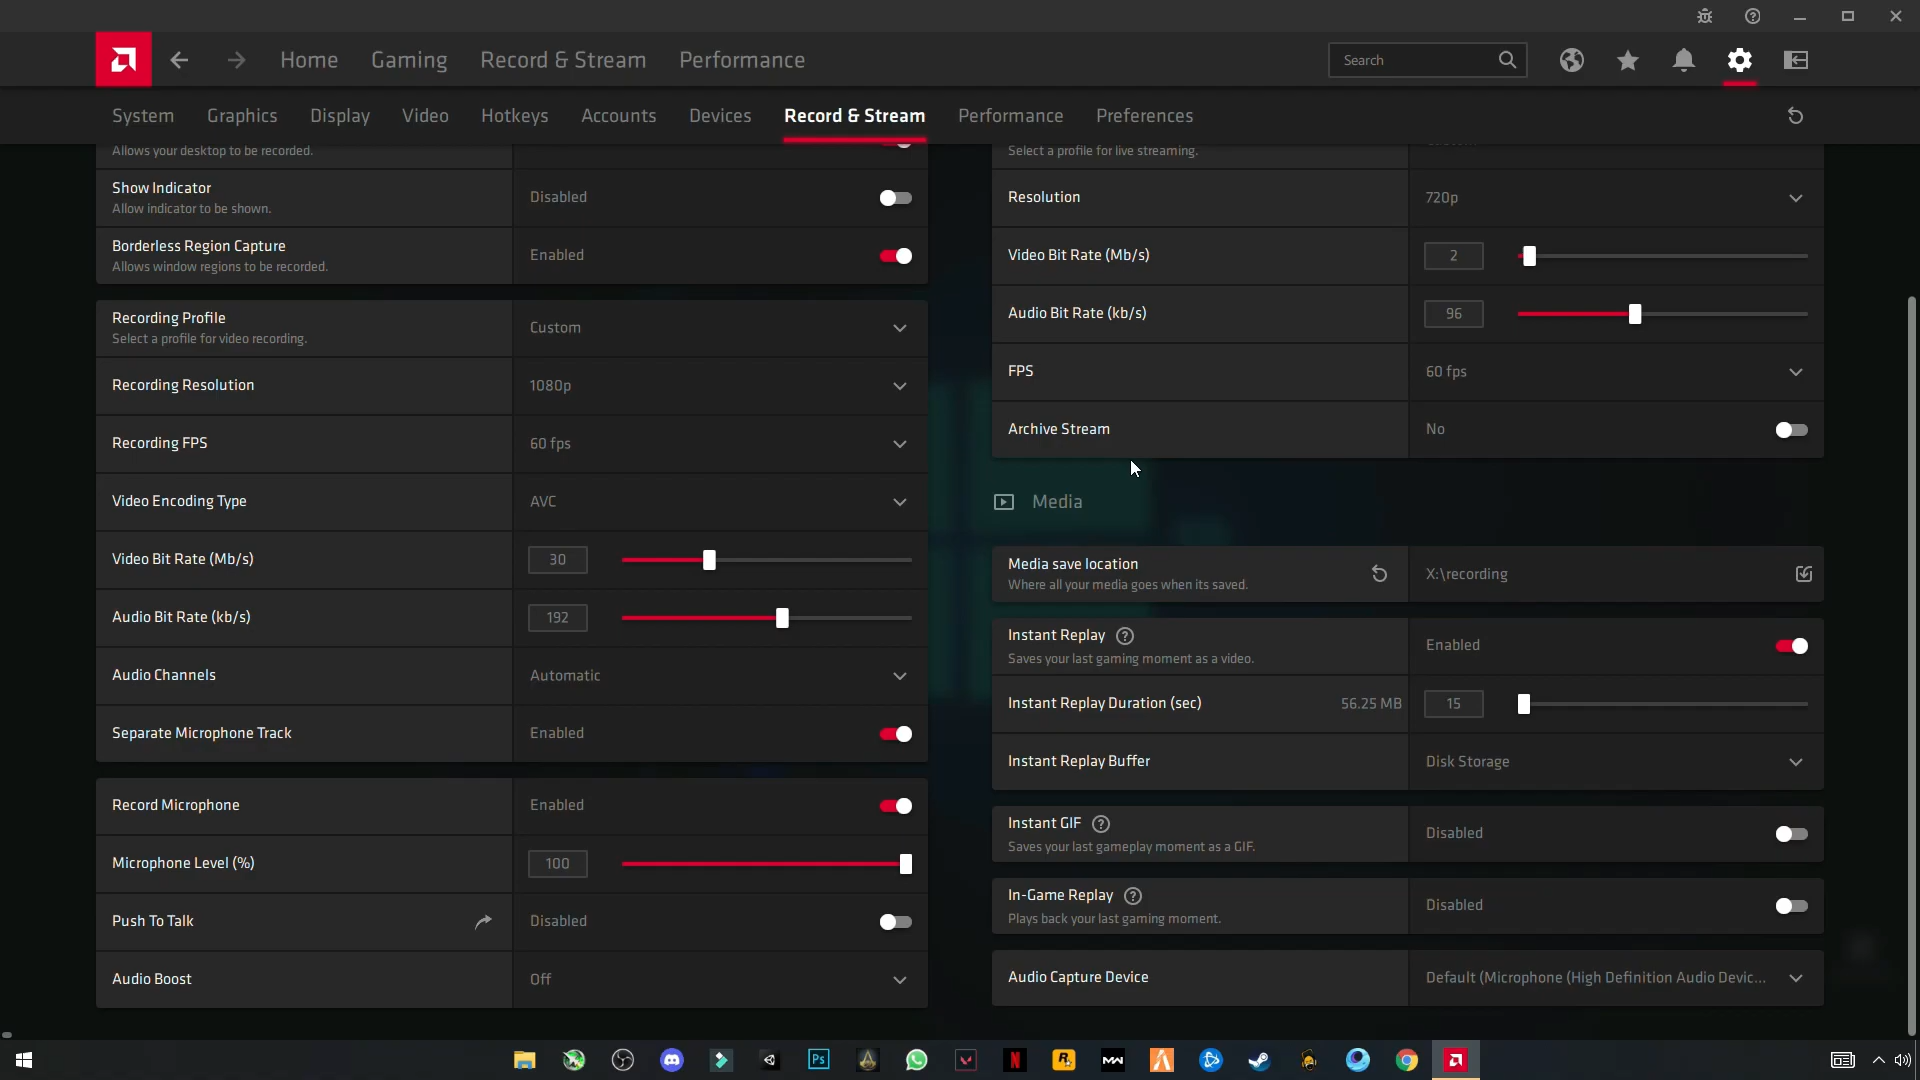 Home
Gaming
Record & Stream
Performance
Search
System
Graphics
Display
Video
Hotkeys
Accounts
Devices
Record & Stream
Performance
Preferences
Allows your desktop to be recorded.
Show Indicator
Allow indicator to be shown.
Disabled
Borderless Region Capture
Allows window regions to be recorded.
Enabled
Recording Profile
Select a profile for video recording.
Custom
Recording Resolution
1080p
Recording FPS
60 fps
Video Encoding Type
AVC
Video Bit Rate (Mb/s)
30
Audio Bit Rate (kb/s)
192
Audio Channels
Automatic
Separate Microphone Track
Enabled
Record Microphone
Enabled
Microphone Level (%)
100
Push To Talk
Disabled
Audio Boost
Off
Select a profile for live streaming.
Resolution
720p
Video Bit Rate (Mb/s)
2
Audio Bit Rate (kb/s)
96
FPS
60 fps
Archive Stream
No
Media
Media save location
Where all your media goes when its saved.
X:\recording
Instant Replay
Saves your last gaming moment as a video.
Enabled
Instant Replay Duration (sec)
56.25 MB
15
Instant Replay Buffer
Disk Storage
Instant GIF
Saves your last gameplay moment as a GIF.
Disabled
In-Game Replay
Plays back your last gaming moment.
Disabled
Audio Capture Device
Default (Microphone (High Definition Audio Devic...
Ps
N
R
MW